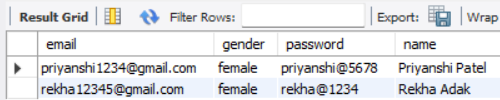 Result Grid Filter Rows: Export: Wrap
email gender password name
priyanshi1234@gmail.com female priyanshi@5678 Priyanshi Patel
rekha12345@gmail.com female rekha@1234 Rekha Adak